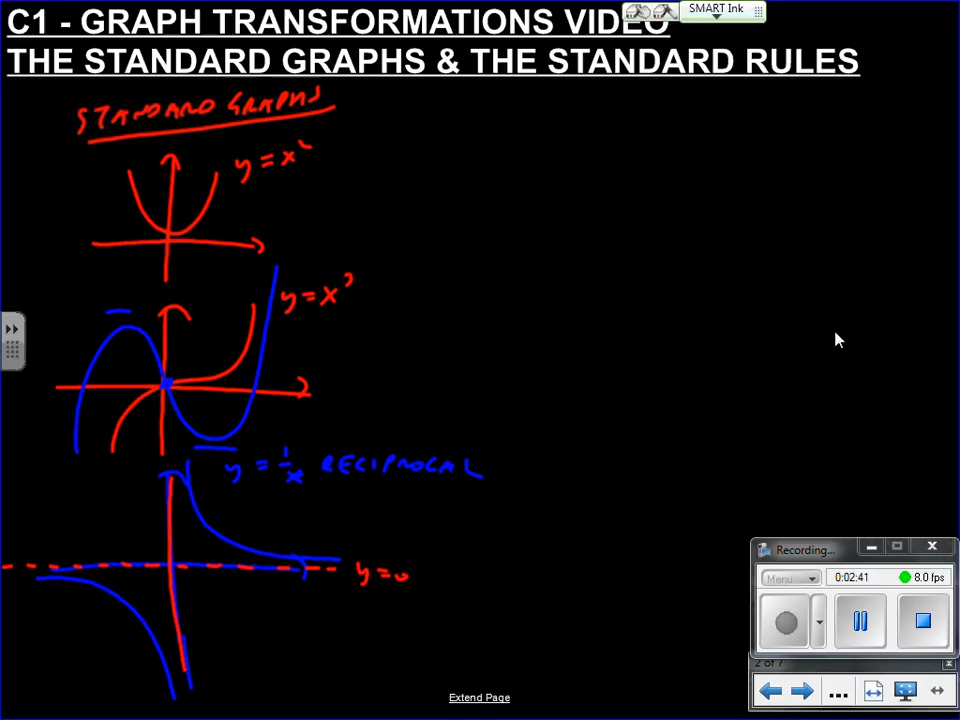 C1 - GRAPH TRANSFORMATIONS VIDEO
SMART Ink
THE STANDARD GRAPHS & THE STANDARD RULES
STANDARD GRAPHS
y = x²
y = x³
y = 1/x RECIPROCAL
y = 0
Recording...
Menu
0:02:41
8.0 fps
2 of 7
...
Extend Page